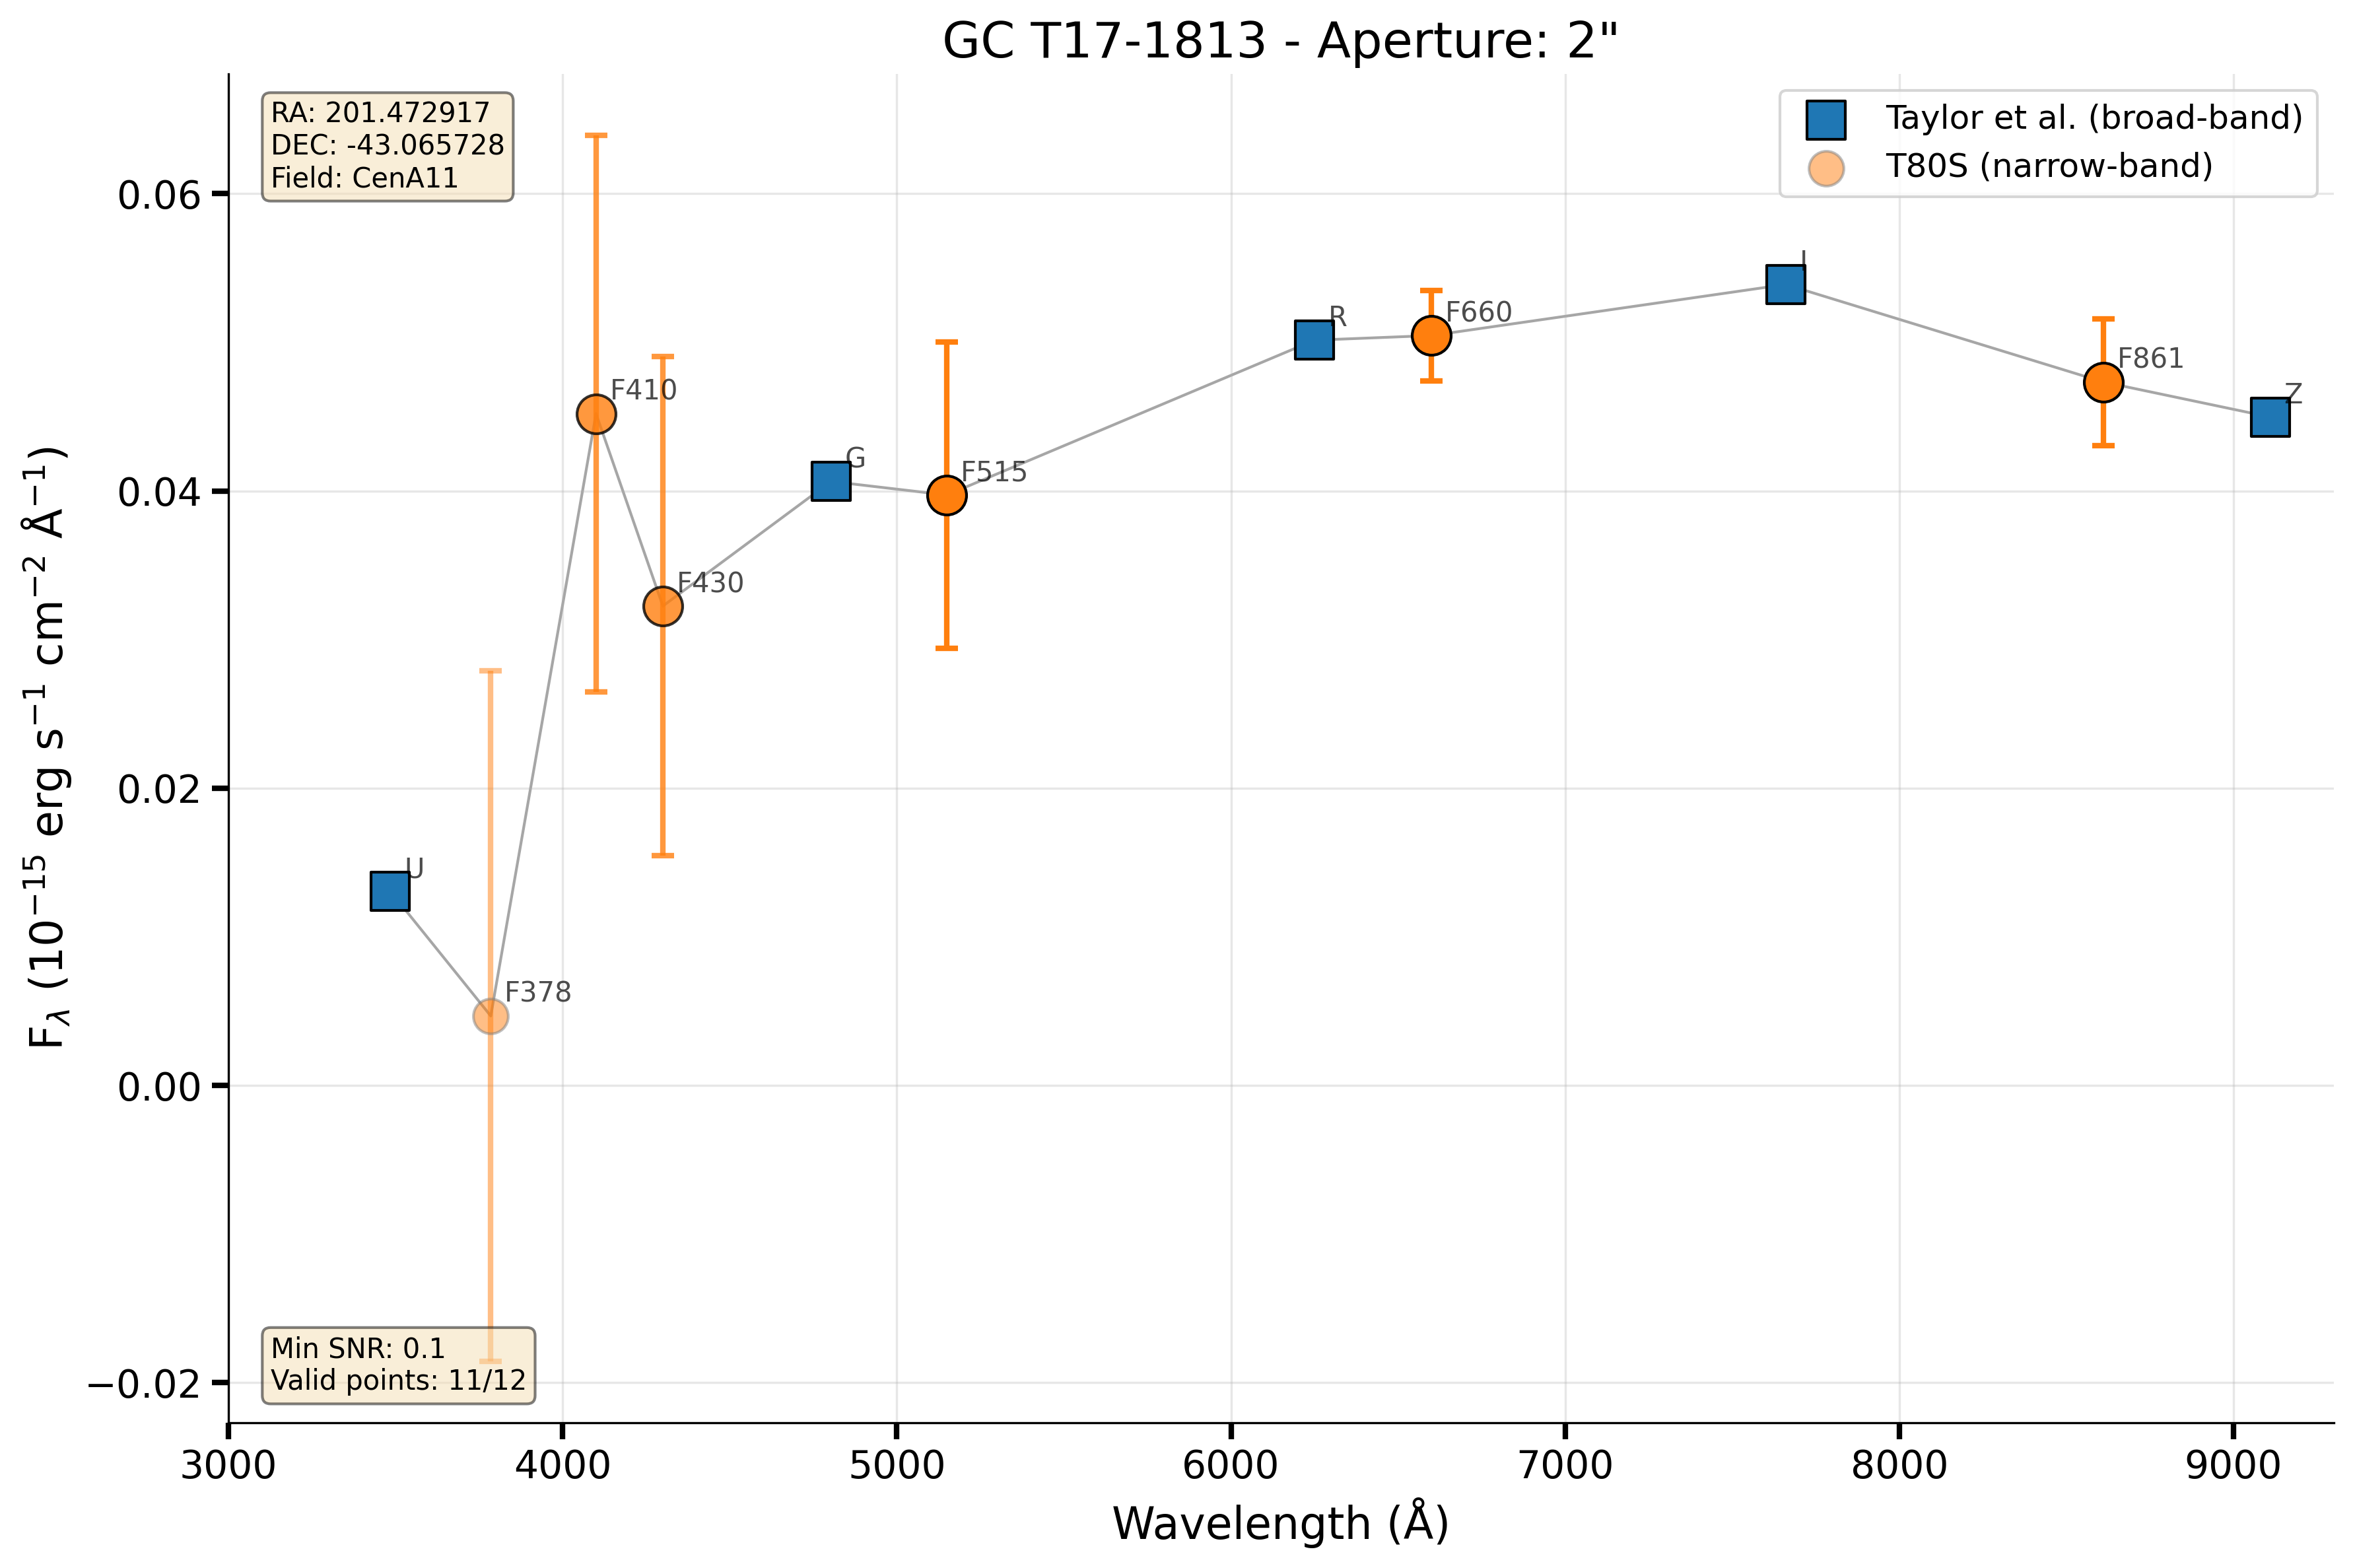 GC T17-1813 - Aperture: 2"
RA: 201.472917
DEC: -43.065728
Field: CenA11
Taylor et al. (broad-band)
T80S (narrow-band)
0.06
0.04
0.02
0.00
−0.02
F$_λ$ (10$^{−15}$ erg s$^{−1}$ cm$^{−2}$ Å$^{−1}$)
U
F378
F410
F430
G
F515
R
F660
I
F861
Z
Min SNR: 0.1
Valid points: 11/12
3000 4000 5000 6000 7000 8000 9000
Wavelength (Å)